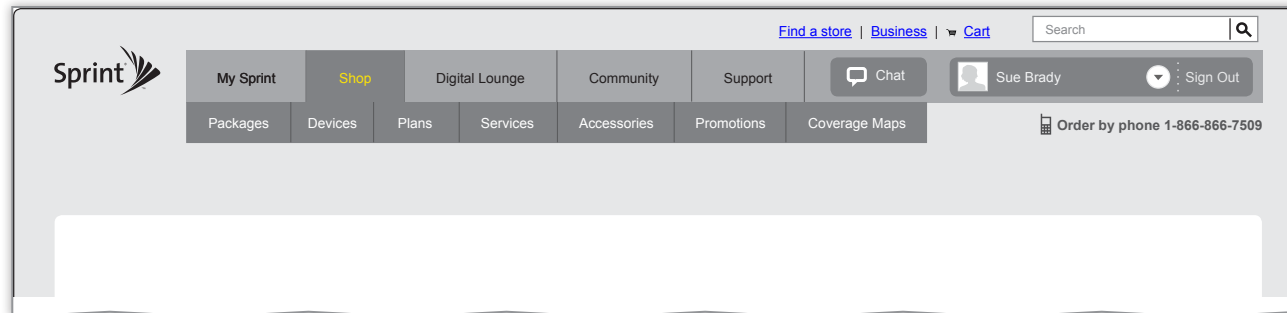 Find a store | Business | Cart
Search
Sprint
My Sprint
Shop
Digital Lounge
Community
Support
Chat
Sue Brady
Sign Out
Packages
Devices
Plans
Services
Accessories
Promotions
Coverage Maps
Order by phone 1-866-866-7509